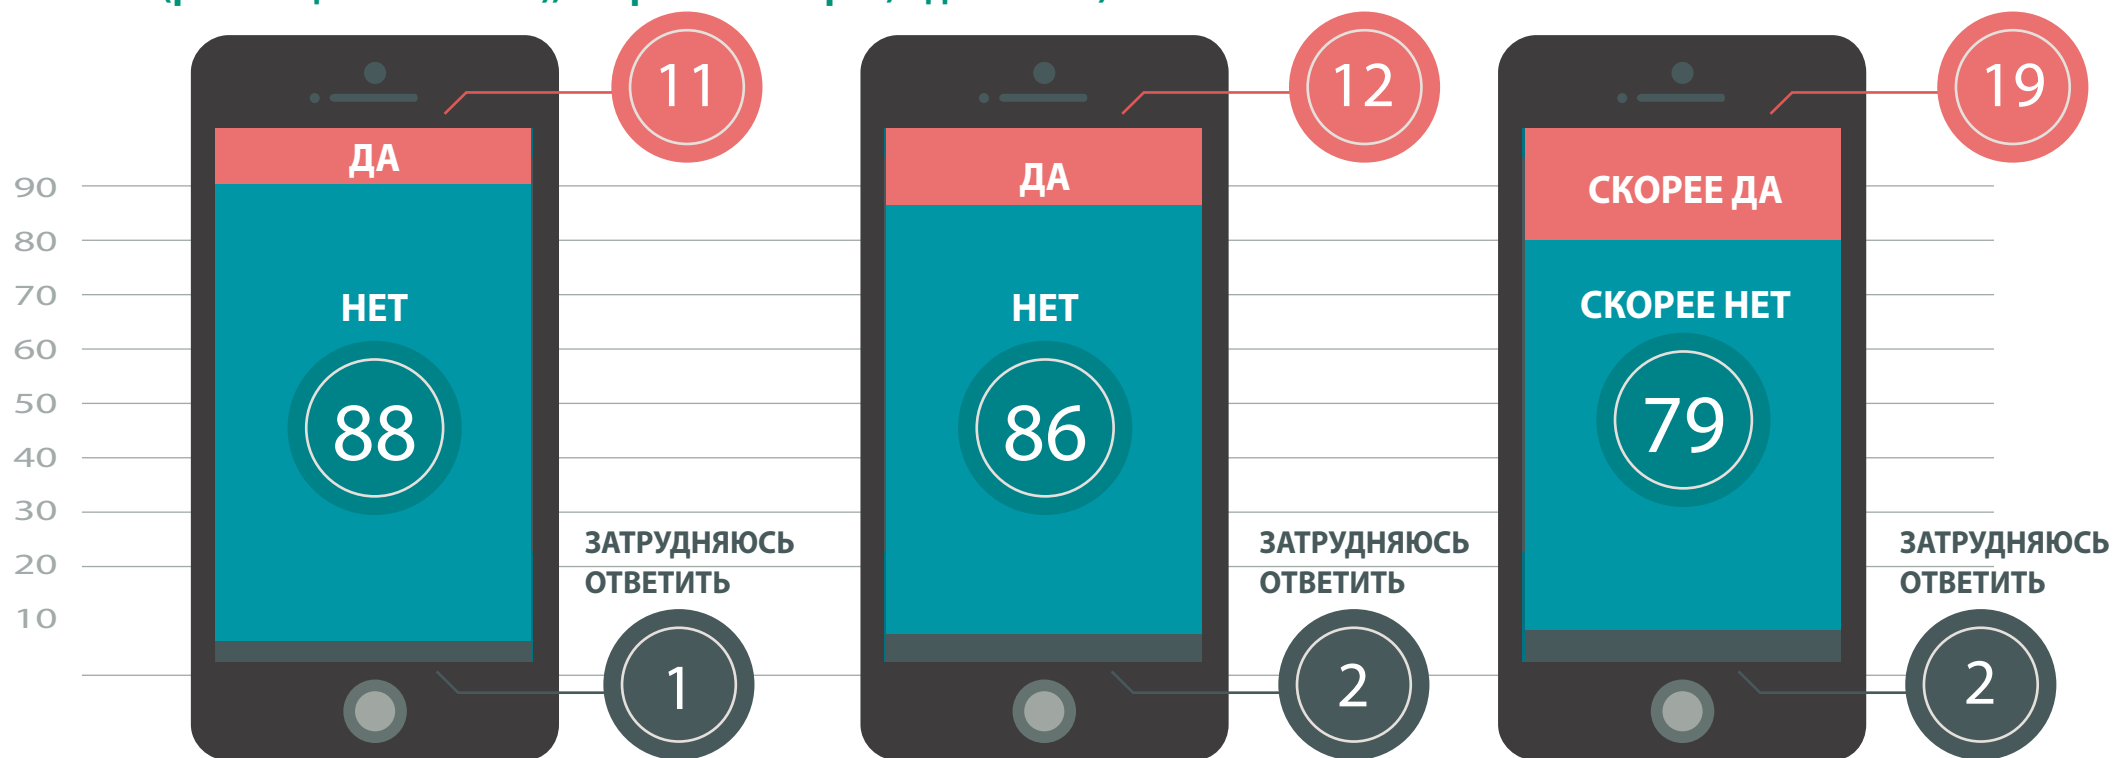 11
12
19
ДА
ДА
СКОРЕЕ ДА
90
80
70
60
50
40
30
20
10
НЕТ
НЕТ
СКОРЕЕ НЕТ
88
86
79
ЗАТРУДНЯЮСЬ
ОТВЕТИТЬ
1
ЗАТРУДНЯЮСЬ
ОТВЕТИТЬ
2
ЗАТРУДНЯЮСЬ
ОТВЕТИТЬ
2